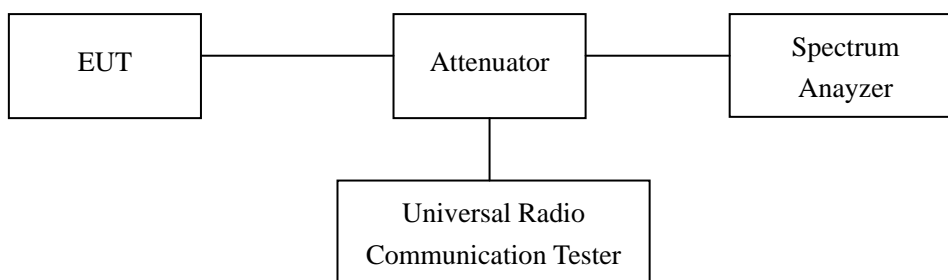 EUT
Attenuator
Spectrum
Anayzer
Universal Radio
Communication Tester